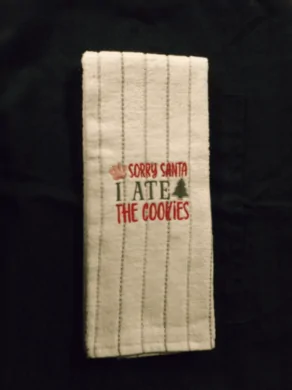 SORRY SANTA
I ATE
THE COOKIES